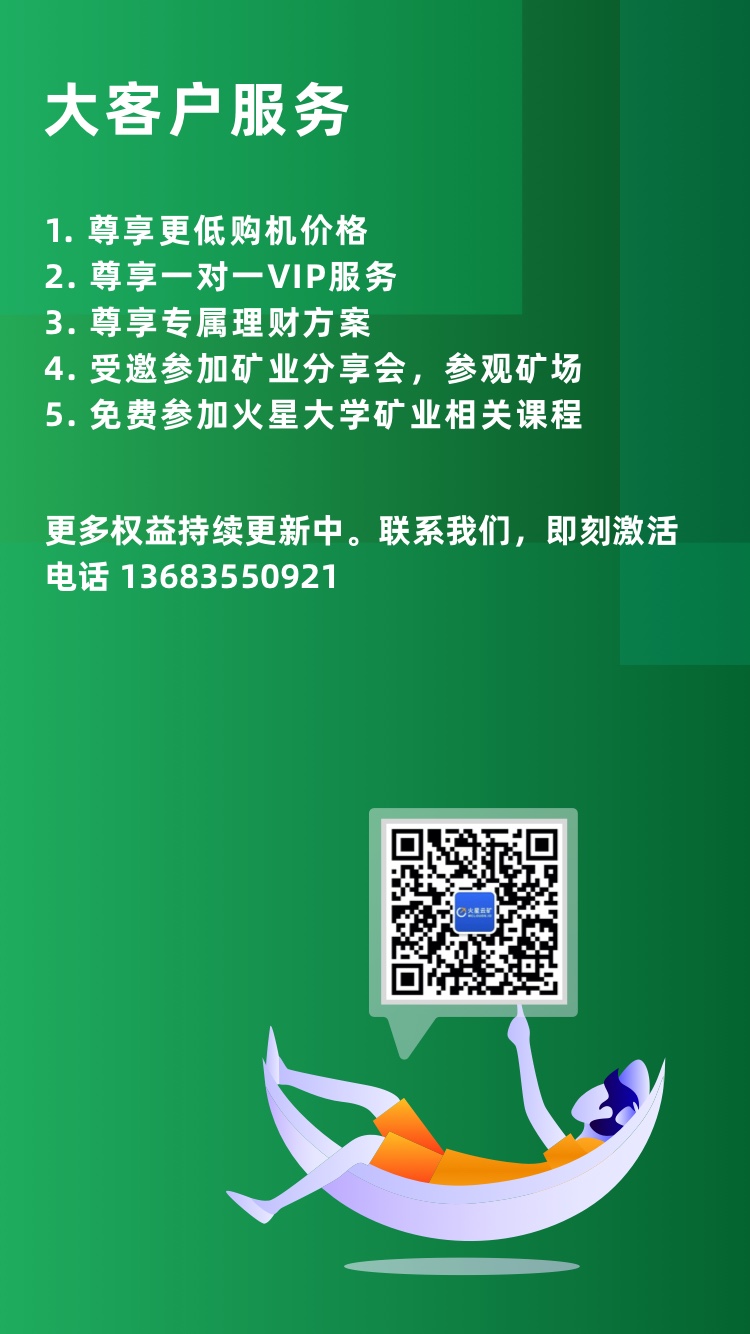 大客户服务
1. 尊享更低购机价格
2. 尊享一对一VIP服务
3. 尊享专属理财方案
4. 受邀参加矿业分享会，参观矿场
5. 免费参加火星大学矿业相关课程
更多权益持续更新中。联系我们，即刻激活
电话 13683550921
火星云矿